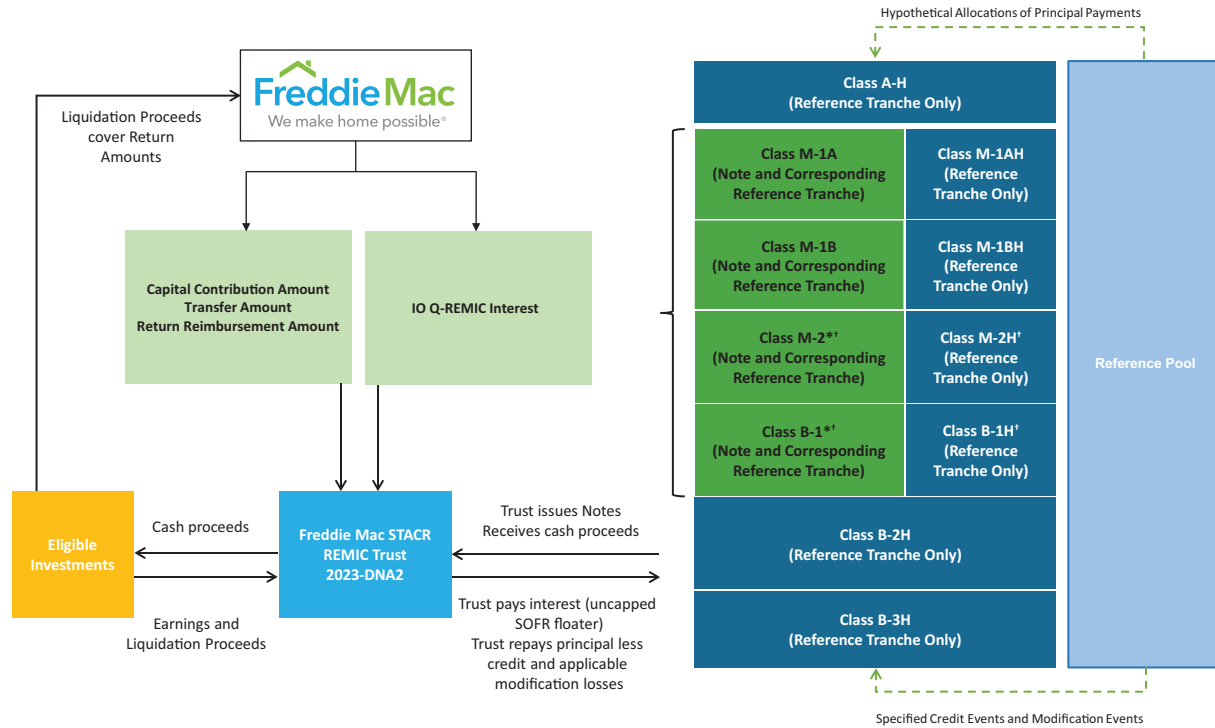 Hypothetical Allocations of Principal Payments
Freddie Mac
We make home possible®
Liquidation Proceeds
cover Return
Amounts
Capital Contribution Amount
Transfer Amount
Return Reimbursement Amount
IO Q-REMIC Interest
Eligible
Investments
Cash proceeds
Earnings and
Liquidation Proceeds
Freddie Mac STACR
REMIC Trust
2023-DNA2
Trust issues Notes
Receives cash proceeds
Trust pays interest (uncapped
SOFR floater)
Trust repays principal less
credit and applicable
modification losses
Class A-H
(Reference Tranche Only)
Class M-1A
(Note and Corresponding
Reference Tranche)
Class M-1AH
(Reference
Tranche Only)
Class M-1B
(Note and Corresponding
Reference Tranche)
Class M-1BH
(Reference
Tranche Only)
Class M-2*†
(Note and Corresponding
Reference Tranche)
Class M-2H†
(Reference
Tranche Only)
Class B-1*†
(Note and Corresponding
Reference Tranche)
Class B-1H†
(Reference
Tranche Only)
Class B-2H
(Reference Tranche Only)
Class B-3H
(Reference Tranche Only)
Reference Pool
Specified Credit Events and Modification Events